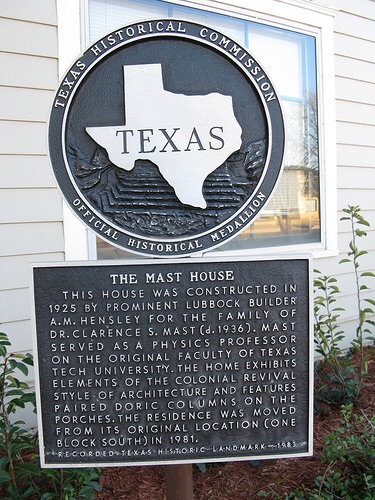 TEXAS HISTORICAL COMMISSION
TEXAS
OFFICIAL HISTORICAL MEDALLION
THE MAST HOUSE
THIS HOUSE WAS CONSTRUCTED IN
1925 BY PROMINENT LUBBOCK BUILDER
A.M. HENSLEY FOR THE FAMILY OF
DR. CLARENCE S. MAST (d. 1936). MAST
SERVED AS A PHYSICS PROFESSOR
ON THE ORIGINAL FACULTY OF TEXAS
TECH UNIVERSITY. THE HOME EXHIBITS
ELEMENTS OF THE COLONIAL REVIVAL
STYLE OF ARCHITECTURE AND FEATURES
PAIRED DORIC COLUMNS ON THE
PORCHES. THE RESIDENCE WAS MOVED
FROM ITS ORIGINAL LOCATION (ONE
BLOCK SOUTH) IN 1981.
RECORDED TEXAS HISTORIC LANDMARK - 1983